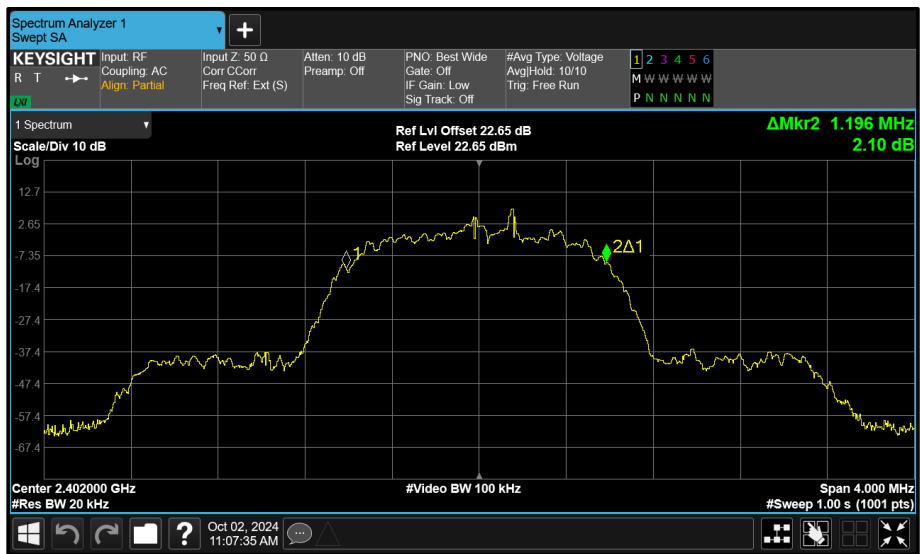 Spectrum Analyzer 1
Swept SA
KEYSIGHT
R T
LXI
Input: RF
Coupling: AC
Align: Partial
Input Z: 50 Ω
Corr CCorr
Freq Ref: Ext (S)
Atten: 10 dB
Preamp: Off
PNO: Best Wide
Gate: Off
IF Gain: Low
Sig Track: Off
#Avg Type: Voltage
Avg|Hold: 10/10
Trig: Free Run
1 2 3 4 5 6
M W W W W W
P N N N N N
1 Spectrum
Scale/Div 10 dB
Ref Lvl Offset 22.65 dB
Ref Level 22.65 dBm
ΔMkr2 1.196 MHz
2.10 dB
Log
12.7
2.65
-7.35
-17.4
-27.4
-37.4
-47.4
-57.4
-67.4
1
2Δ1
Center 2.402000 GHz
#Video BW 100 kHz
Span 4.000 MHz
#Res BW 20 kHz
#Sweep 1.00 s (1001 pts)
?
Oct 02, 2024
11:07:35 AM